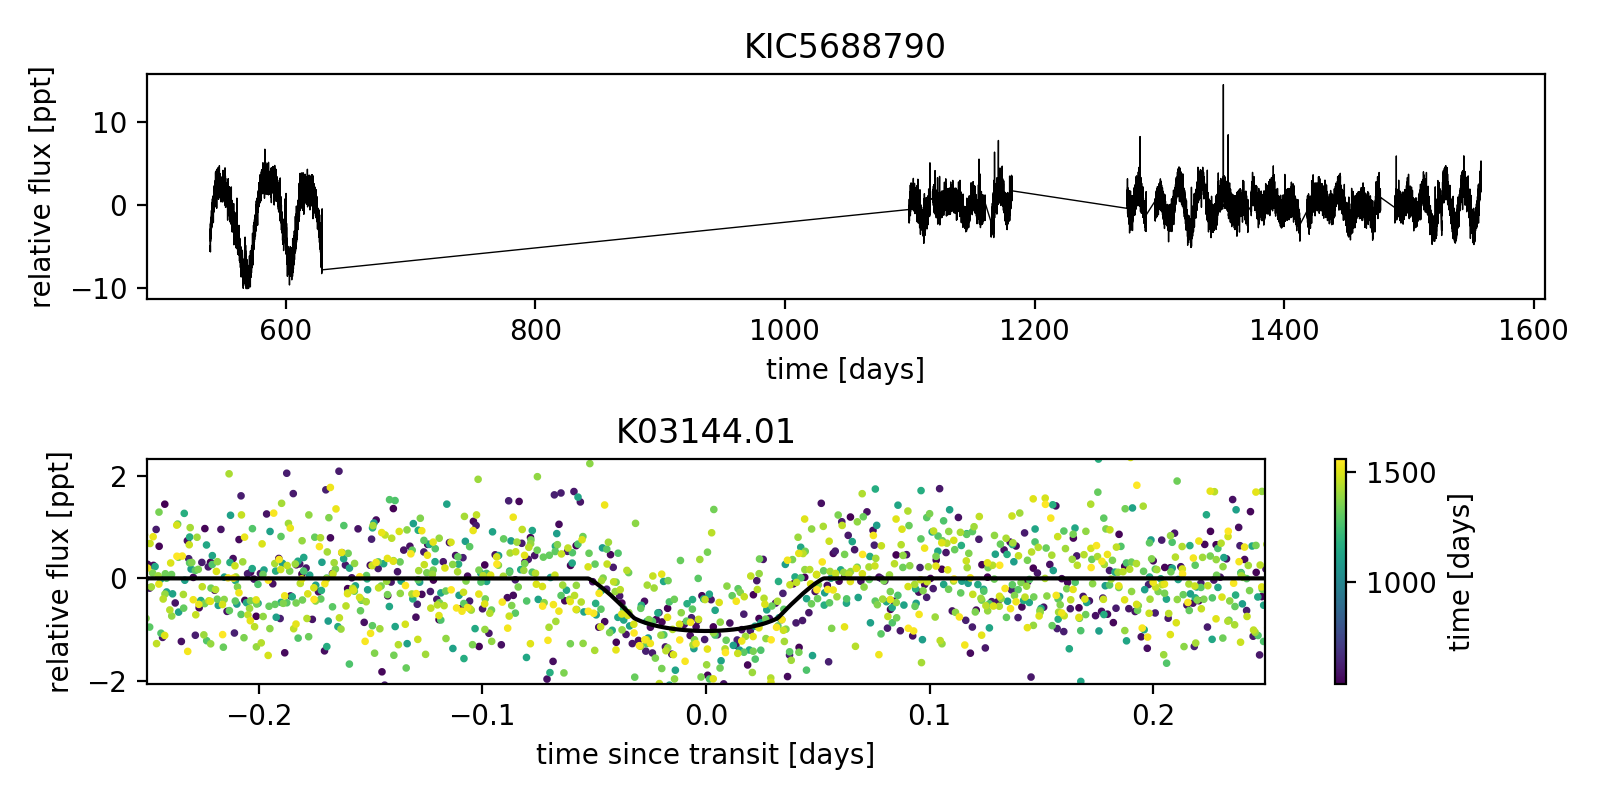 KIC5688790
relative flux [ppt]
10
0
−10
600 800 1000 1200 1400 1600
time [days]
K03144.01
relative flux [ppt]
2
0
−2
−0.2 −0.1 0.0 0.1 0.2
time since transit [days]
1500
1000
time [days]